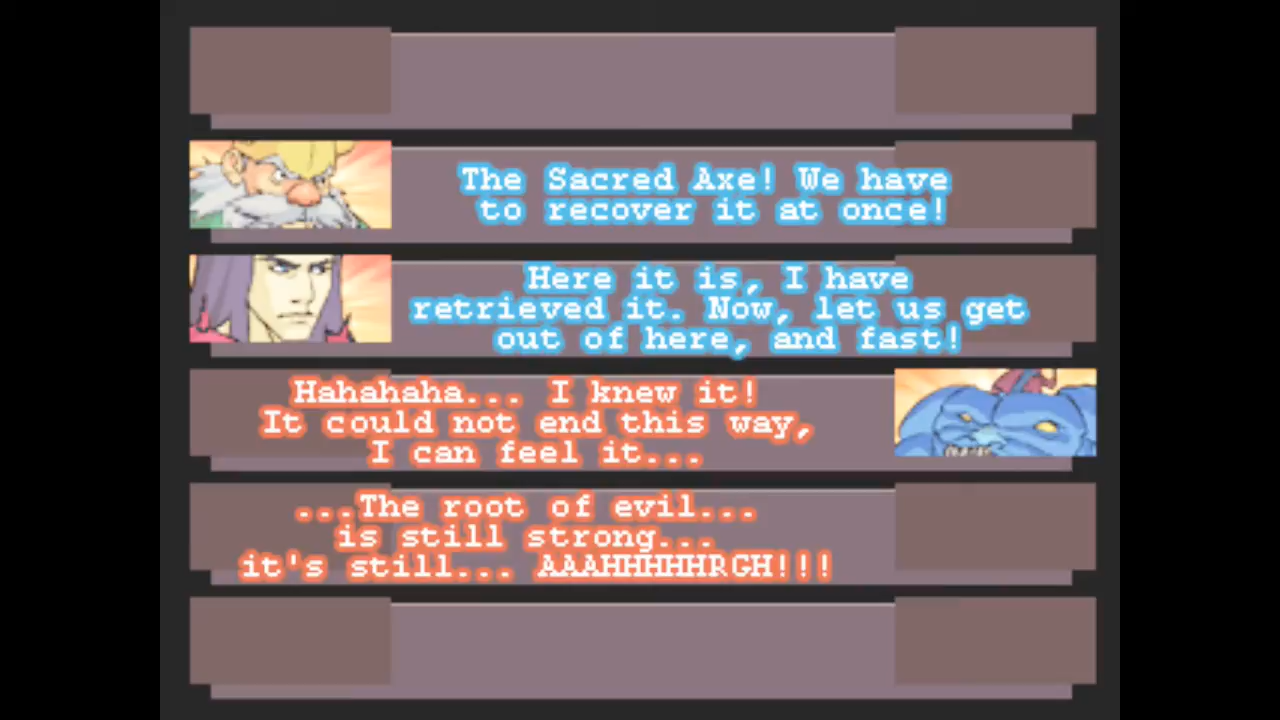 The Sacred Axe! We have
to recover it at once!
Here it is, I have
retrieved it. Now, let us get
out of here, and fast!
Hahahaha... I knew it!
It could not end this way,
I can feel it...
...The root of evil...
is still strong...
it's still... AAAHHHHHRGH!!!